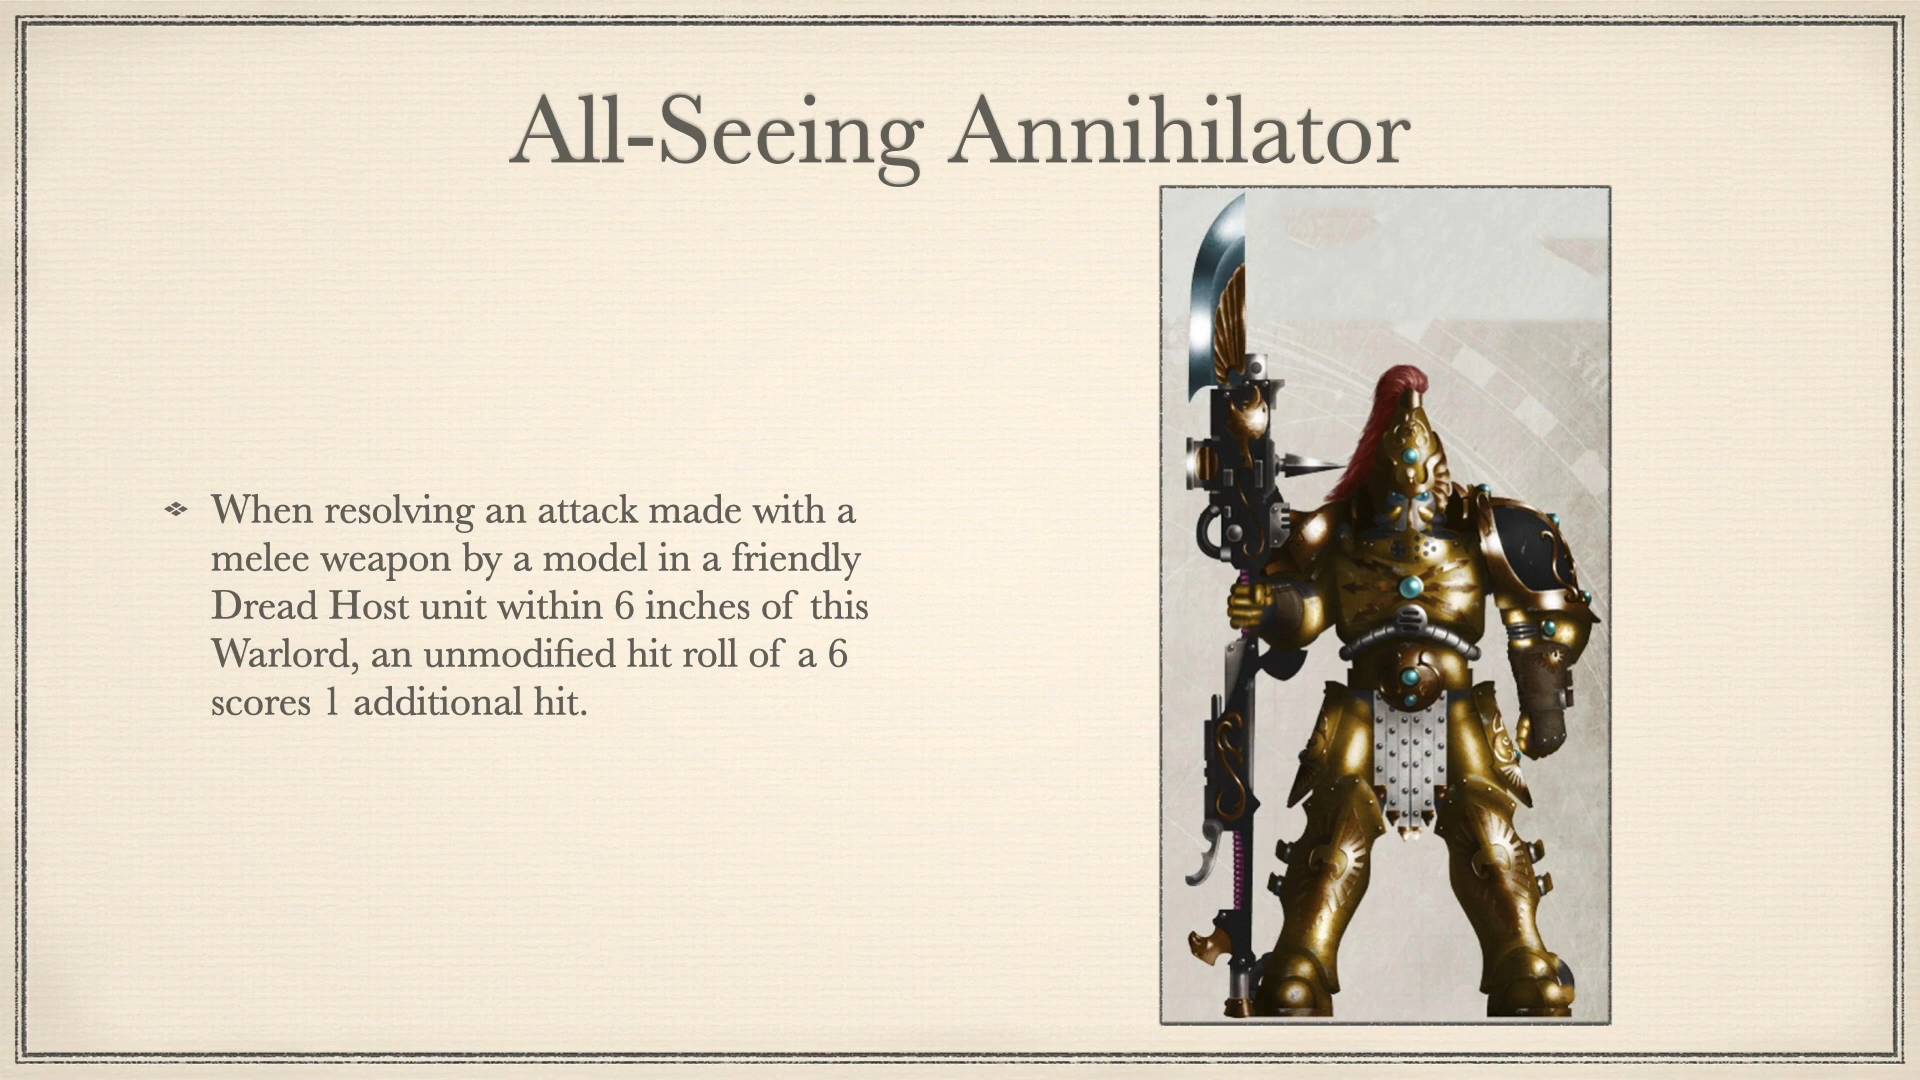 All-Seeing Annihilator
When resolving an attack made with a
melee weapon by a model in a friendly
Dread Host unit within 6 inches of this
Warlord, an unmodified hit roll of a 6
scores 1 additional hit.